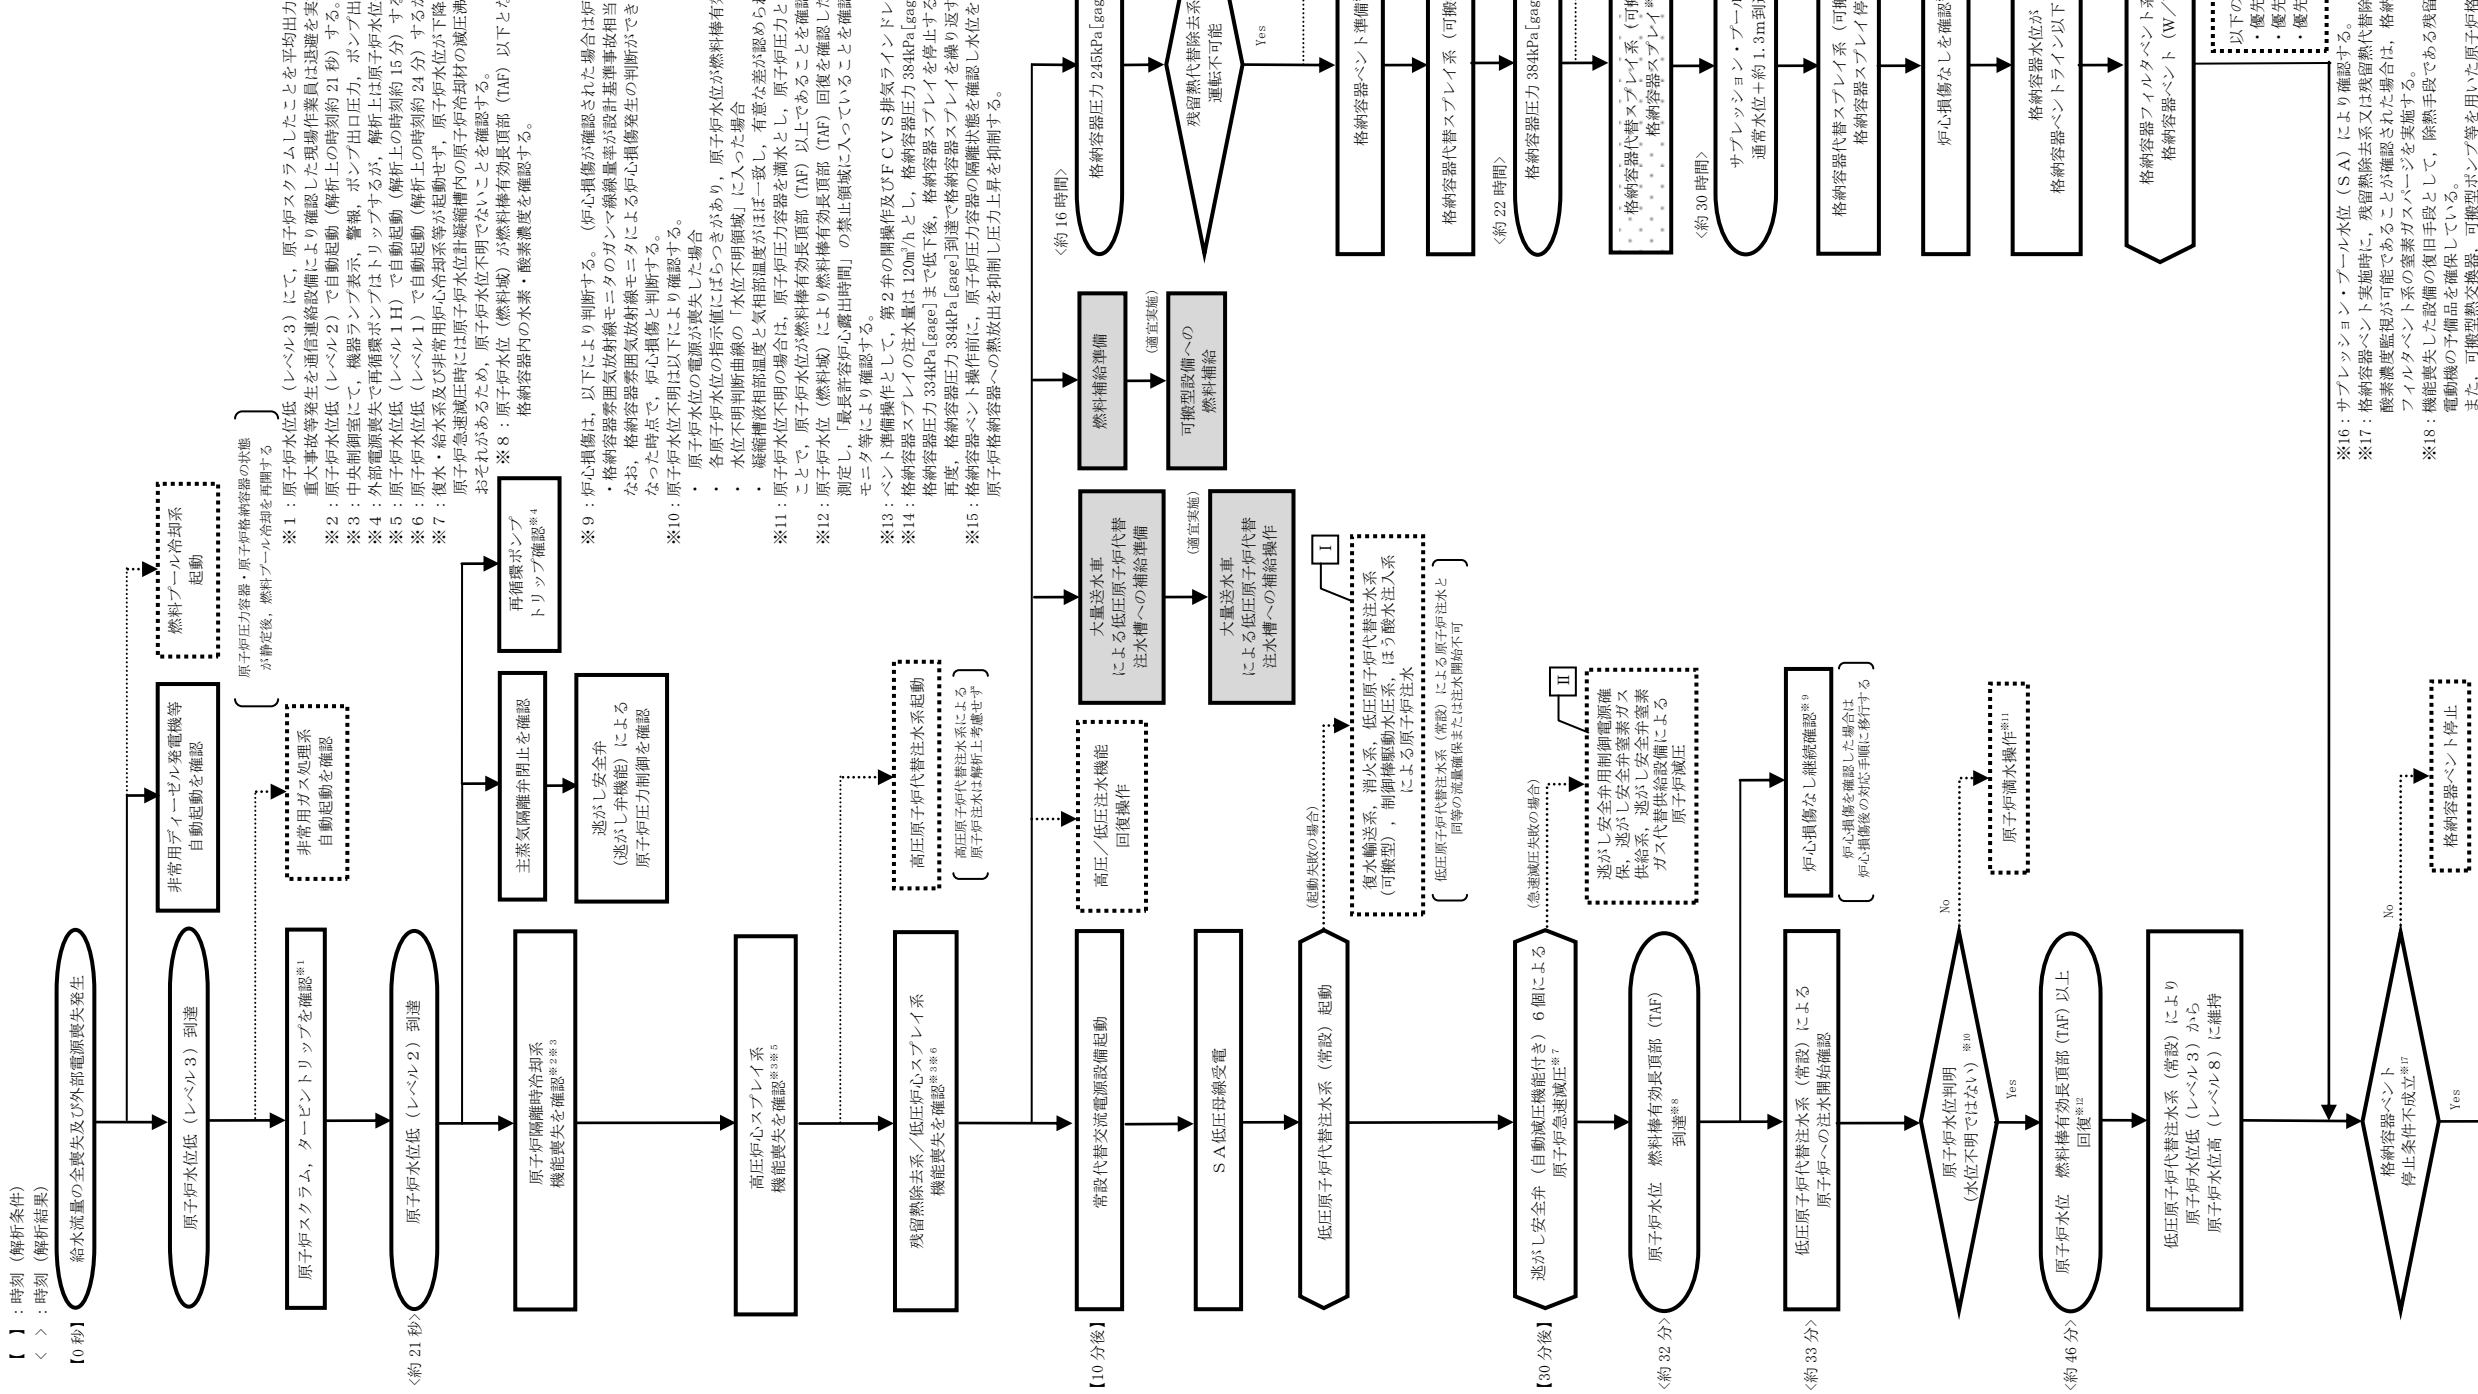 【　】：時刻（解析条件）
＜　＞：時刻（解析結果）
【0 秒】
給水流量の全喪失及び外部電源喪失発生
非常用ディーゼル発電機等
自動起動を確認
燃料プール冷却系
起動
原子炉圧力容器・原子炉格納容器の状態
が静定後，燃料プール冷却を再開する
原子炉水位低（レベル３）到達
非常用ガス処理系
自動起動を確認
原子炉スクラム，タービントリップを確認※1
<約 21 秒>
原子炉水位低（レベル２）到達
主蒸気隔離弁閉止を確認
逃がし安全弁
（逃がし弁機能）による
原子炉圧力制御を確認
再循環ポンプ
トリップ確認※4
原子炉隔離時冷却系
機能喪失を確認※2※3
高圧炉心スプレイ系
機能喪失を確認※3※5
高圧原子炉代替注水系起動
高圧原子炉代替注水系による
原子炉注水は解析上考慮せず
残留熱除去系／低圧炉心スプレイ系
機能喪失を確認※3※6
【10 分後】
常設代替交流電源設備起動
高圧／低圧注水機能
回復操作
大量送水車
による低圧原子炉代替
注水槽への補給準備
（適宜実施）
大量送水車
による低圧原子炉代替
注水槽への補給操作
燃料補給準備
（適宜実施）
可搬型設備への
燃料補給
ＳＡ低圧母線受電
低圧原子炉代替注水系（常設）起動
（起動失敗の場合）
Ⅰ
復水輸送系，消火系，低圧原子炉代替注水系
（可搬型），制御棒駆動水圧系，ほう酸水注入系
による原子炉注水
低圧原子炉代替注水系（常設）による原子炉注水と
同等の流量確保または注水開始不可
【30 分後】
逃がし安全弁（自動減圧機能付き）６個による
原子炉急速減圧※7
（急速減圧失敗の場合）
Ⅱ
逃がし安全弁用制御電源確
保，逃がし安全弁窒素ガス
供給系，逃がし安全弁窒素
ガス代替供給設備による
原子炉減圧
<約 32 分>
原子炉水位　燃料棒有効長頂部（TAF）
到達※8
炉心損傷なし継続確認※9
炉心損傷を確認した場合は
炉心損傷後の対応手順に移行する
<約 33 分>
低圧原子炉代替注水系（常設）による
原子炉への注水開始確認
原子炉水位判明
（水位不明ではない）※10
No
原子炉満水操作※11
Yes
<約 46 分>
原子炉水位　燃料棒有効長頂部（TAF）以上
回復※12
低圧原子炉代替注水系（常設）により
原子炉水位低（レベル３）から
原子炉水位高（レベル８）に維持
格納容器ベント
停止条件不成立※17
No
格納容器ベント停止
Yes
<約 16 時間>
格納容器圧力 245kPa[gag
残留熱代替除去系
運転不可能
Yes
格納容器ベント準備
格納容器代替スプレイ系（可搬
<約 22 時間>
格納容器圧力 384kPa[gag
格納容器代替スプレイ系（可搬
格納容器スプレイ
<約 30 時間>
サプレッション・プー
通常水位＋約 1.3m到
格納容器代替スプレイ系（可搬
格納容器スプレイ停
炉心損傷なしを確認
格納容器水位が
格納容器ベントライン以下
格納容器フィルタベント系
格納容器ベント（W／
以下の
・優先
・優先
・優先
※１：原子炉水位低（レベル３）にて，原子炉スクラムしたことを平均出力
重大事故等発生を通信連絡設備により確認した現場作業員は退避を実
※２：原子炉水位低（レベル２）で自動起動（解析上の時刻約 21 秒）する。
※３：中央制御室にて，機器ランプ表示，警報，ポンプ出口圧力，ポンプ出
※４：外部電源喪失で再循環ポンプはトリップするが，解析上は原子炉水位
※５：原子炉水位低（レベル１Ｈ）で自動起動（解析上の時刻約 15 分）する
※６：原子炉水位低（レベル１）で自動起動（解析上の時刻約 24 分）するが
※７：復水・給水系及び非常用炉心冷却系等が起動せず，原子炉水位が下降
原子炉急速減圧時には原子炉水位計凝縮槽内の原子炉冷却材の減圧沸
おそれがあるため，原子炉水位不明でないことを確認する。
※８：原子炉水位（燃料域）が燃料棒有効長頂部（TAF）以下とな
格納容器内の水素・酸素濃度を確認する。
※９：炉心損傷は，以下により判断する。（炉心損傷が確認された場合は炉
・格納容器雰囲気放射線モニタのガンマ線線量率が設計基準事故相当
なお，格納容器雰囲気放射線モニタによる炉心損傷発生の判断ができ
なった時点で，炉心損傷と判断する。
※10：原子炉水位不明は以下により確認する。
・　原子炉水位の電源が喪失した場合
・　各原子炉水位の指示値にばらつきがあり，原子炉水位が燃料棒有
・　水位不明判断曲線の「水位不明領域」に入った場合
・　凝縮槽液相部温度と気相部温度がほぼ一致し，有意な差が認めら
※11：原子炉水位不明の場合は，原子炉圧力容器を満水とし，原子炉圧力と
ことで，原子炉水位が燃料棒有効長頂部（TAF）以上であることを確認
※12：原子炉水位（燃料域）により燃料棒有効長頂部（TAF）回復を確認した
測定し，「最長許容炉心露出時間」の禁止領域に入っていることを確認
モニタ等により確認する。
※13：ベント準備操作として，第２弁の開操作及びＦＣＶＳ排気ラインドレ
※14：格納容器スプレイの注水量は 120m³/h とし，格納容器圧力 384kPa[gag
格納容器圧力 334kPa[gage]まで低下後，格納容器スプレイを停止する
再度，格納容器圧力 384kPa[gage]到達で格納容器スプレイを繰り返す
※15：格納容器ベント操作前に，原子炉圧力容器の隔離状態を確認し水位を
原子炉格納容器への熱放出を抑制し圧力上昇を抑制する。
※16：サプレッション・プール水位（ＳＡ）により確認する。
※17：格納容器ベント実施時に，残留熱除去系又は残留熱代替除
酸素濃度監視が可能であることが確認された場合は，格納
フィルタベント系の窒素ガスパージを実施する。
※18：機能喪失した設備の復旧手段として，除熱手段である残留
電動機の予備品を確保している。
また，可搬型熱交換器，可搬型ポンプ等を用いた原子炉格